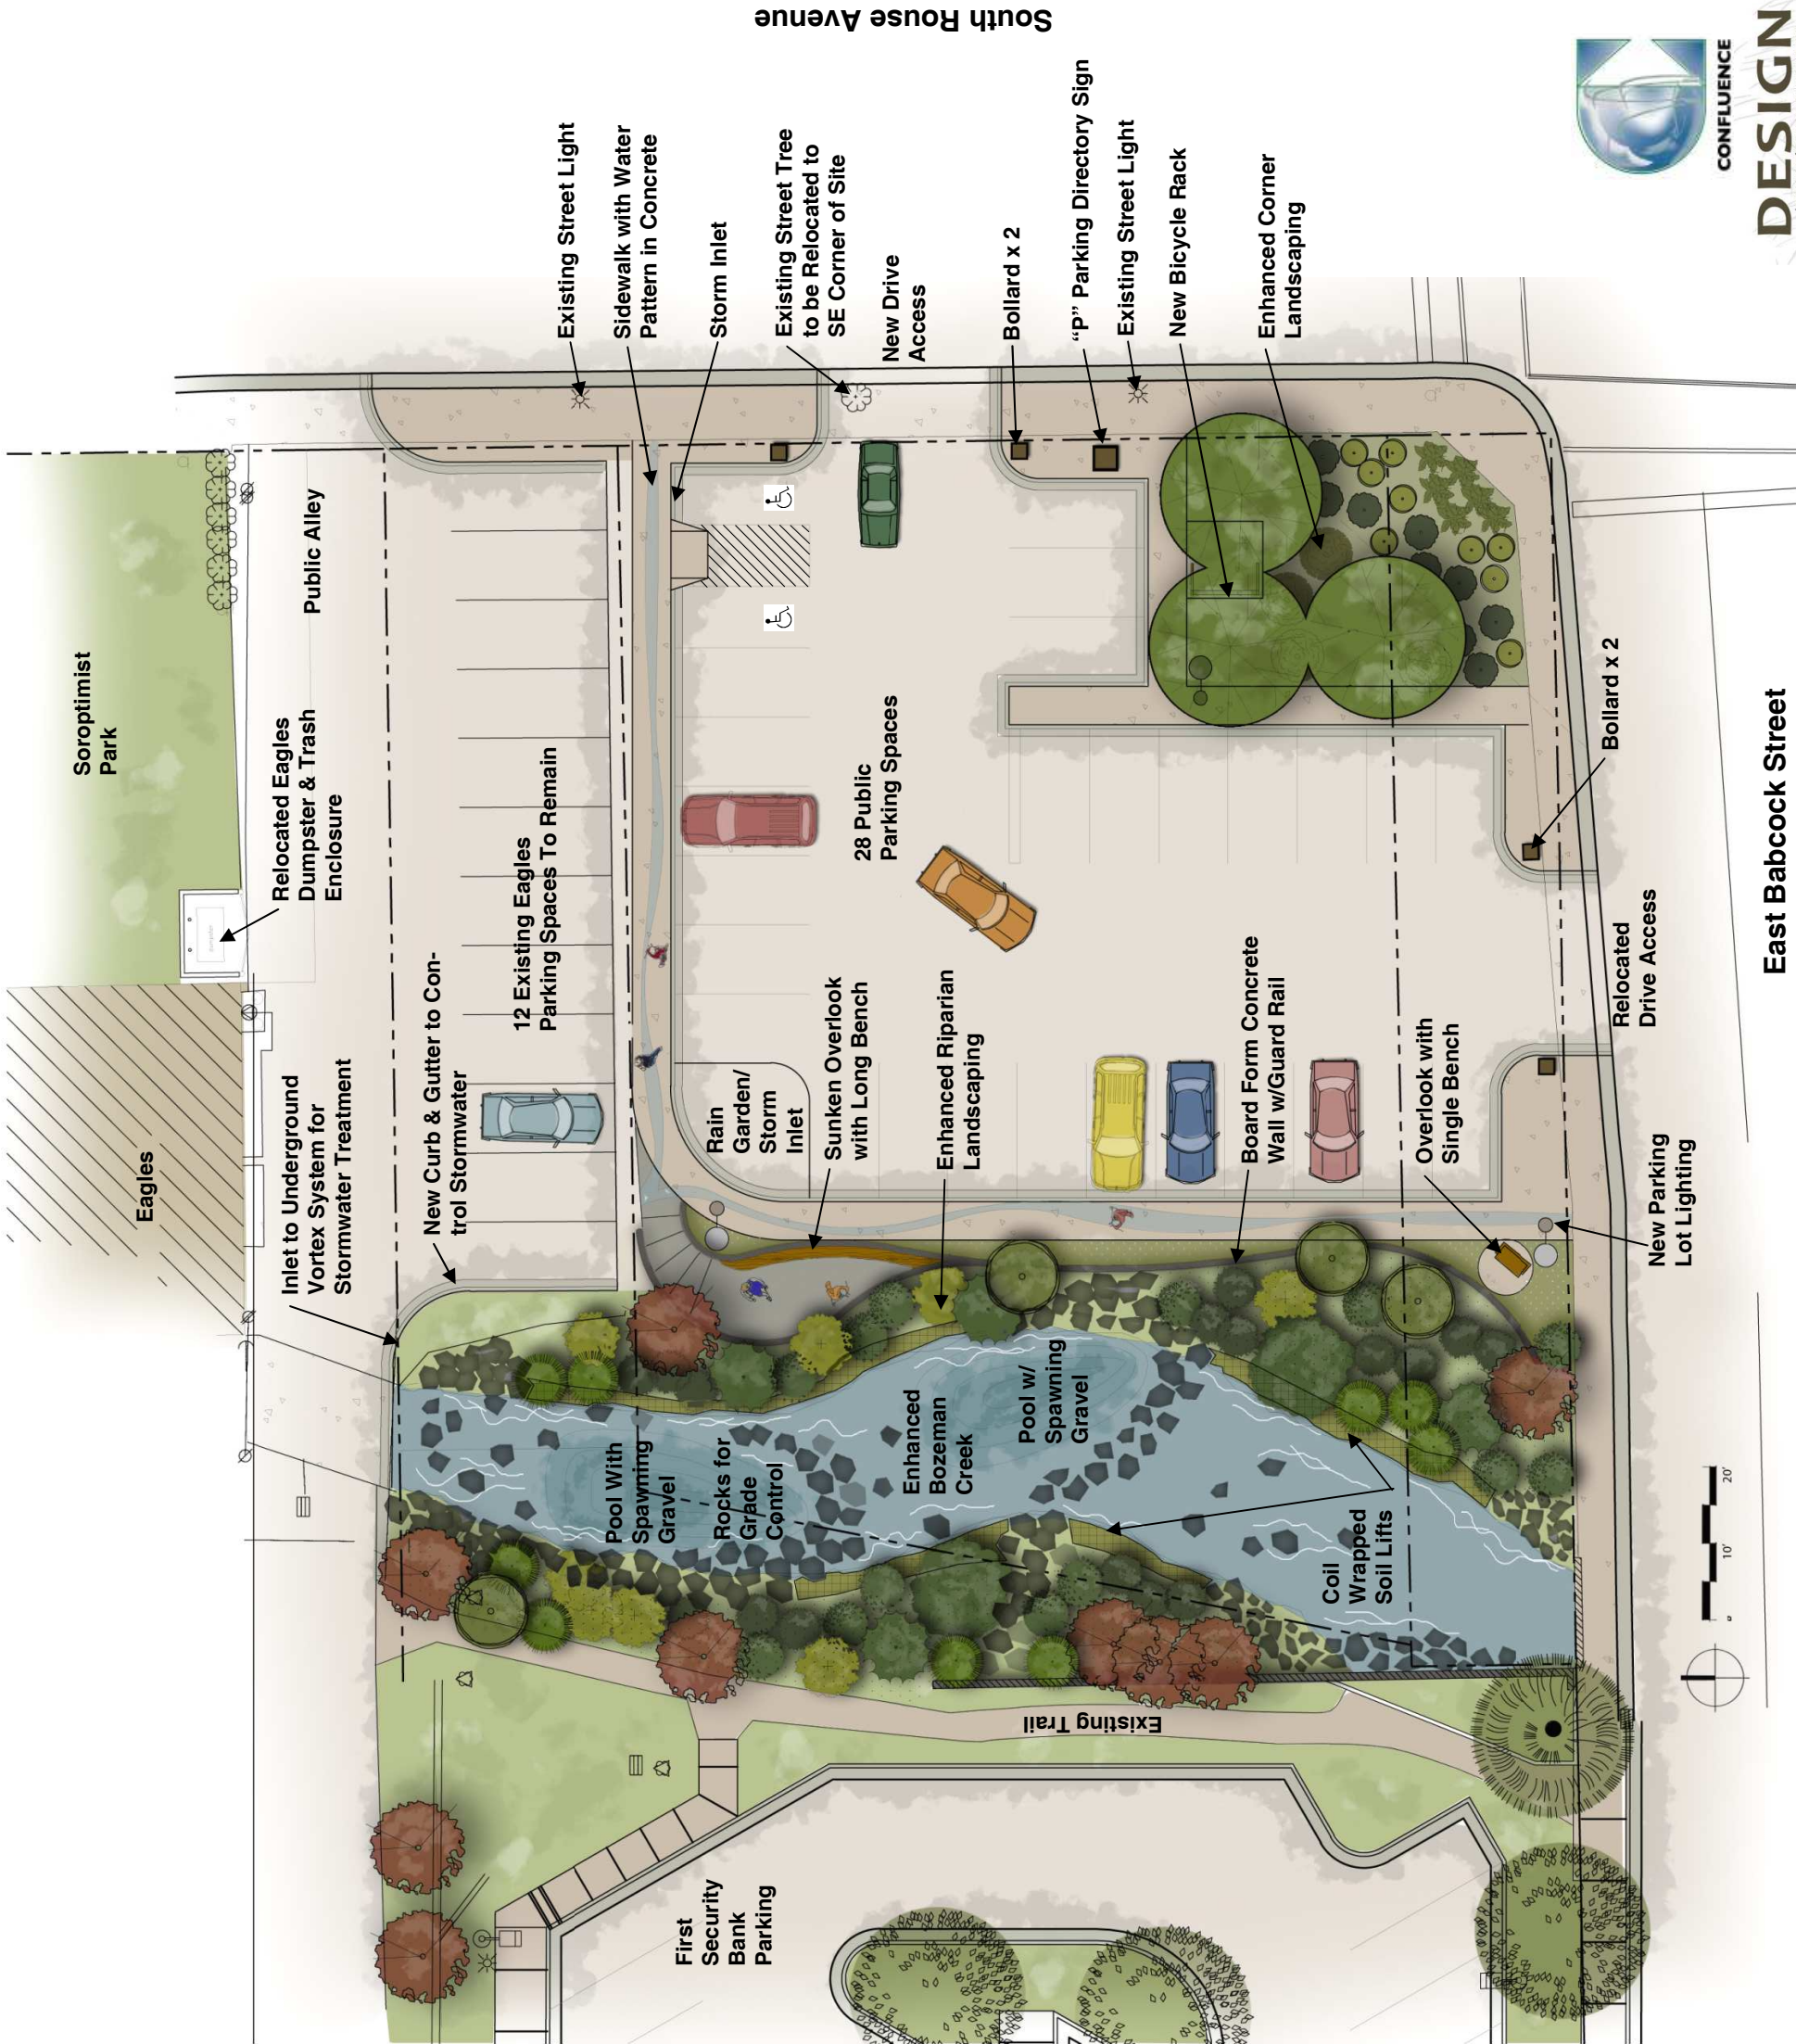 South Rouse Avenue
CONFLUENCE
DESIGN
Existing Street Light
Sidewalk with Water
Pattern in Concrete
Storm Inlet
Existing Street Tree
to be Relocated to
SE Corner of Site
New Drive
Access
Bollard x 2
“P” Parking Directory Sign
Existing Street Light
New Bicycle Rack
Enhanced Corner
Landscaping
Soroptimist
Park
Public Alley
Relocated Eagles
Dumpster & Trash
Enclosure
12 Existing Eagles
Parking Spaces To Remain
28 Public
Parking Spaces
Bollard x 2
East Babcock Street
Relocated
Drive Access
Eagles
Inlet to Underground
Vortex System for
Stormwater Treatment
New Curb & Gutter to Con-
trol Stormwater
Rain
Garden/
Storm
Inlet
Sunken Overlook
with Long Bench
Enhanced Riparian
Landscaping
Board Form Concrete
Wall w/Guard Rail
Overlook with
Single Bench
New Parking
Lot Lighting
Pool With
Spawning
Gravel
Rocks for
Grade
Control
Enhanced
Bozeman
Creek
Pool w/
Spawning
Gravel
Coil
Wrapped
Soil Lifts
Existing Trail
First
Security
Bank
Parking
0 10' 20'